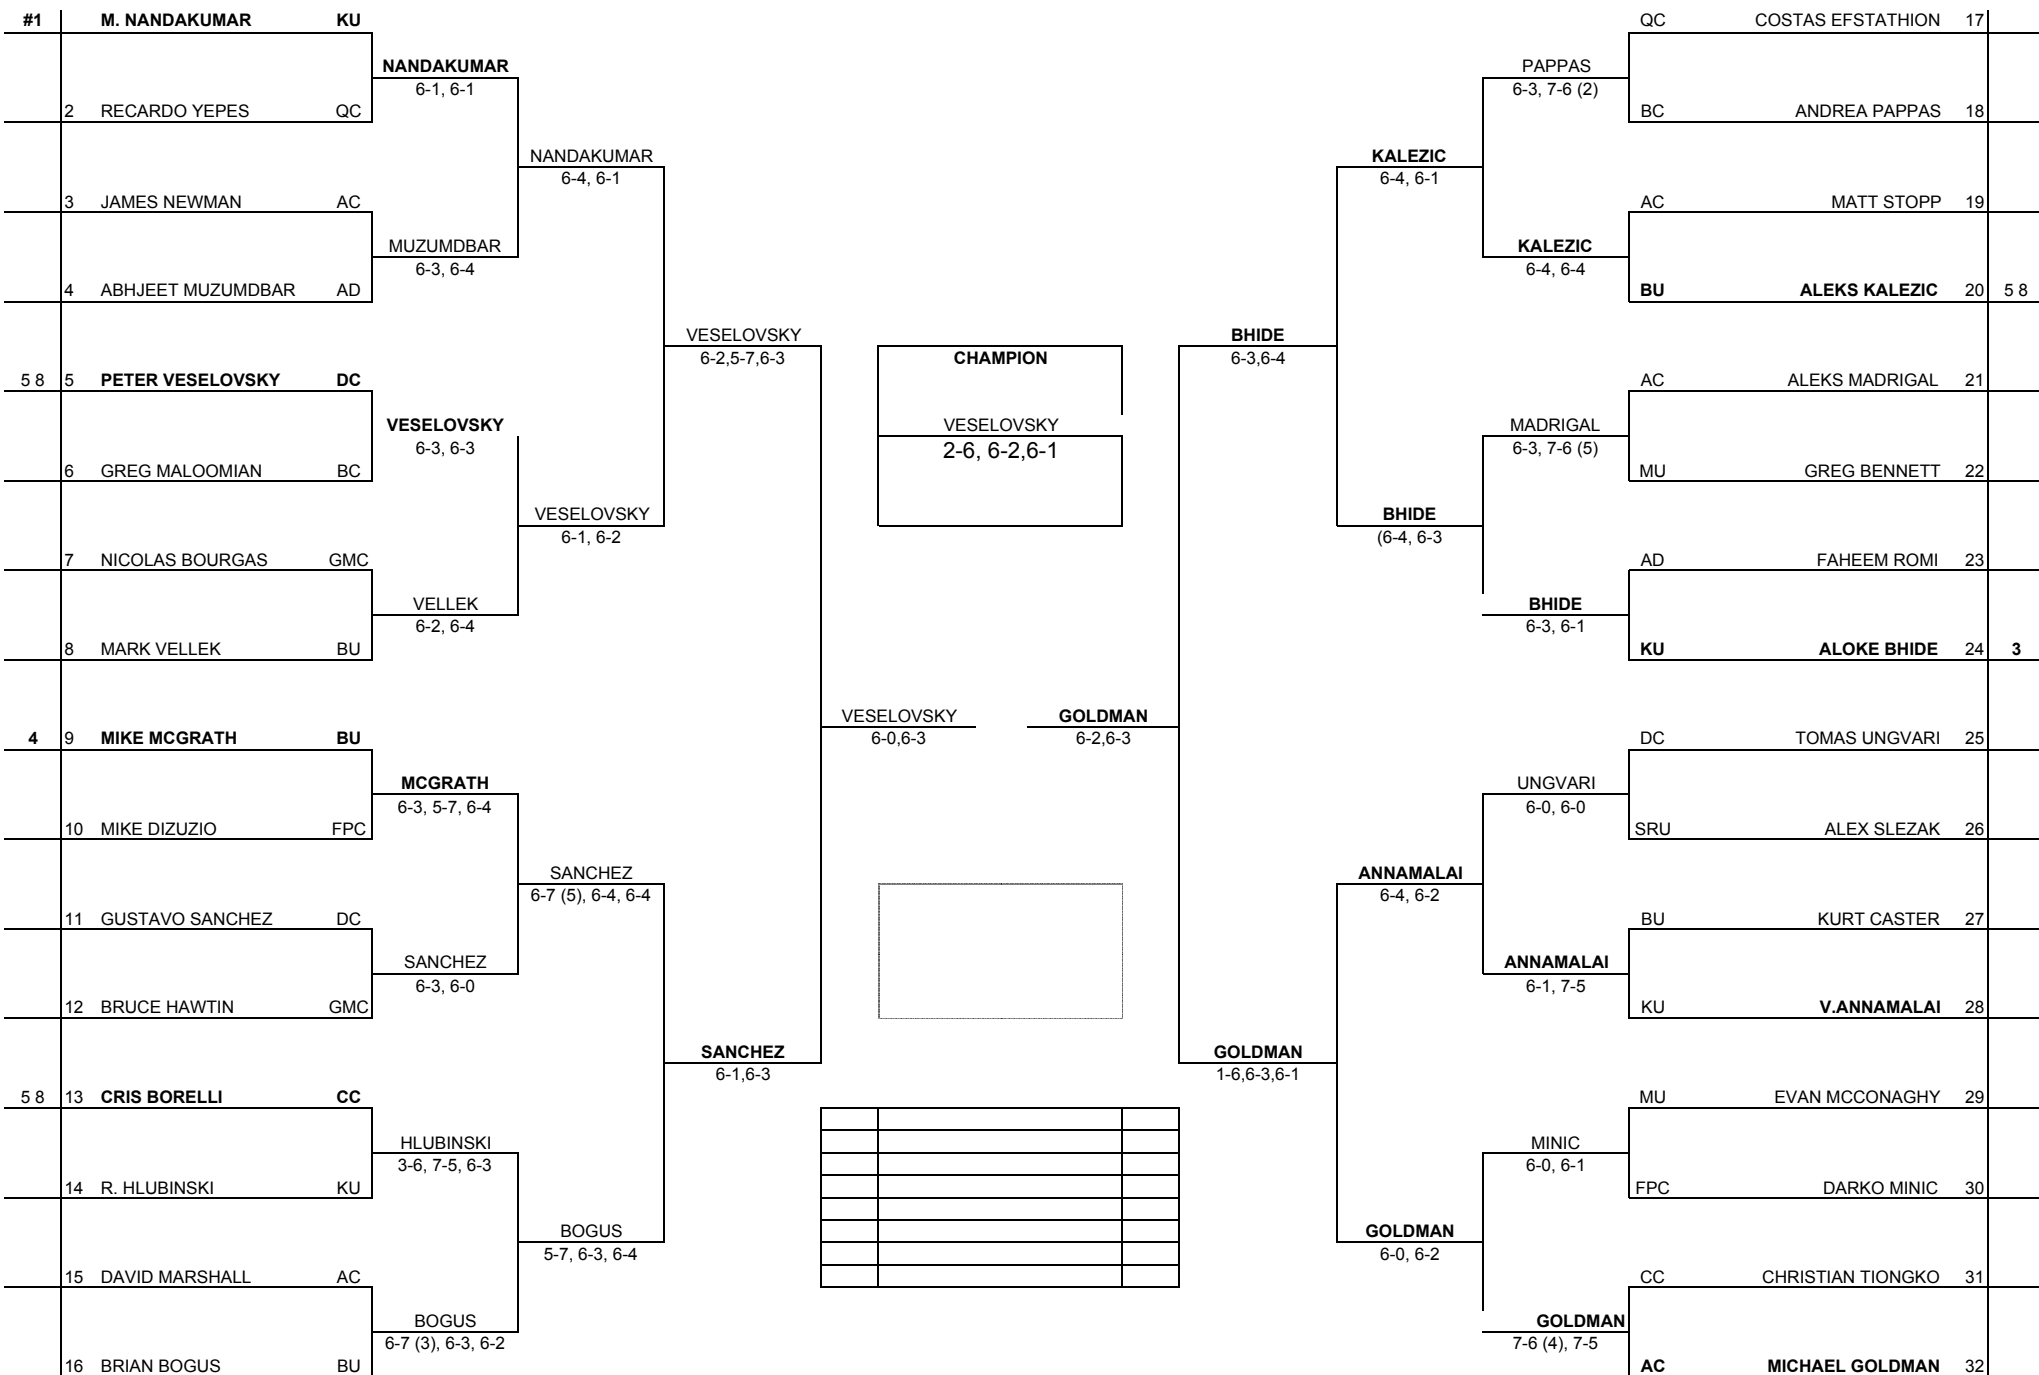 #1 M. NANDAKUMAR KU QC COSTAS EFSTATHION 17
NANDAKUMAR PAPPAS
6-1, 6-1 6-3, 7-6 (2)
2 RECARDO YEPES QC BC ANDREA PAPPAS 18
NANDAKUMAR KALEZIC
6-4, 6-1 6-4, 6-1
3 JAMES NEWMAN AC AC MATT STOPP 19
MUZUMDBAR KALEZIC
6-3, 6-4 6-4, 6-4
4 ABHJEET MUZUMDBAR AD BU ALEKS KALEZIC 20 5 8
VESELOVSKY BHIDE
6-2,5-7,6-3 CHAMPION 6-3,6-4
5 8 5 PETER VESELOVSKY DC AC ALEKS MADRIGAL 21
VESELOVSKY VESELOVSKY MADRIGAL
6-3, 6-3 2-6, 6-2,6-1 6-3, 7-6 (5)
6 GREG MALOOMIAN BC MU GREG BENNETT 22
VESELOVSKY BHIDE
6-1, 6-2 (6-4, 6-3
7 NICOLAS BOURGAS GMC AD FAHEEM ROMI 23
VELLEK BHIDE
6-2, 6-4 6-3, 6-1
8 MARK VELLEK BU KU ALOKE BHIDE 24 3
VESELOVSKY GOLDMAN
4 9 MIKE MCGRATH BU 6-0,6-3 6-2,6-3 DC TOMAS UNGVARI 25
MCGRATH UNGVARI
6-3, 5-7, 6-4 6-0, 6-0
10 MIKE DIZUZIO FPC SRU ALEX SLEZAK 26
SANCHEZ ANNAMALAI
6-7 (5), 6-4, 6-4 6-4, 6-2
11 GUSTAVO SANCHEZ DC BU KURT CASTER 27
SANCHEZ ANNAMALAI
6-3, 6-0 6-1, 7-5
12 BRUCE HAWTIN GMC KU V.ANNAMALAI 28
SANCHEZ GOLDMAN
6-1,6-3 1-6,6-3,6-1
5 8 13 CRIS BORELLI CC MU EVAN MCCONAGHY 29
HLUBINSKI MINIC
3-6, 7-5, 6-3 6-0, 6-1
14 R. HLUBINSKI KU FPC DARKO MINIC 30
BOGUS GOLDMAN
5-7, 6-3, 6-4 6-0, 6-2
15 DAVID MARSHALL AC CC CHRISTIAN TIONGKO 31
BOGUS GOLDMAN
6-7 (3), 6-3, 6-2 7-6 (4), 7-5
16 BRIAN BOGUS BU AC MICHAEL GOLDMAN 32